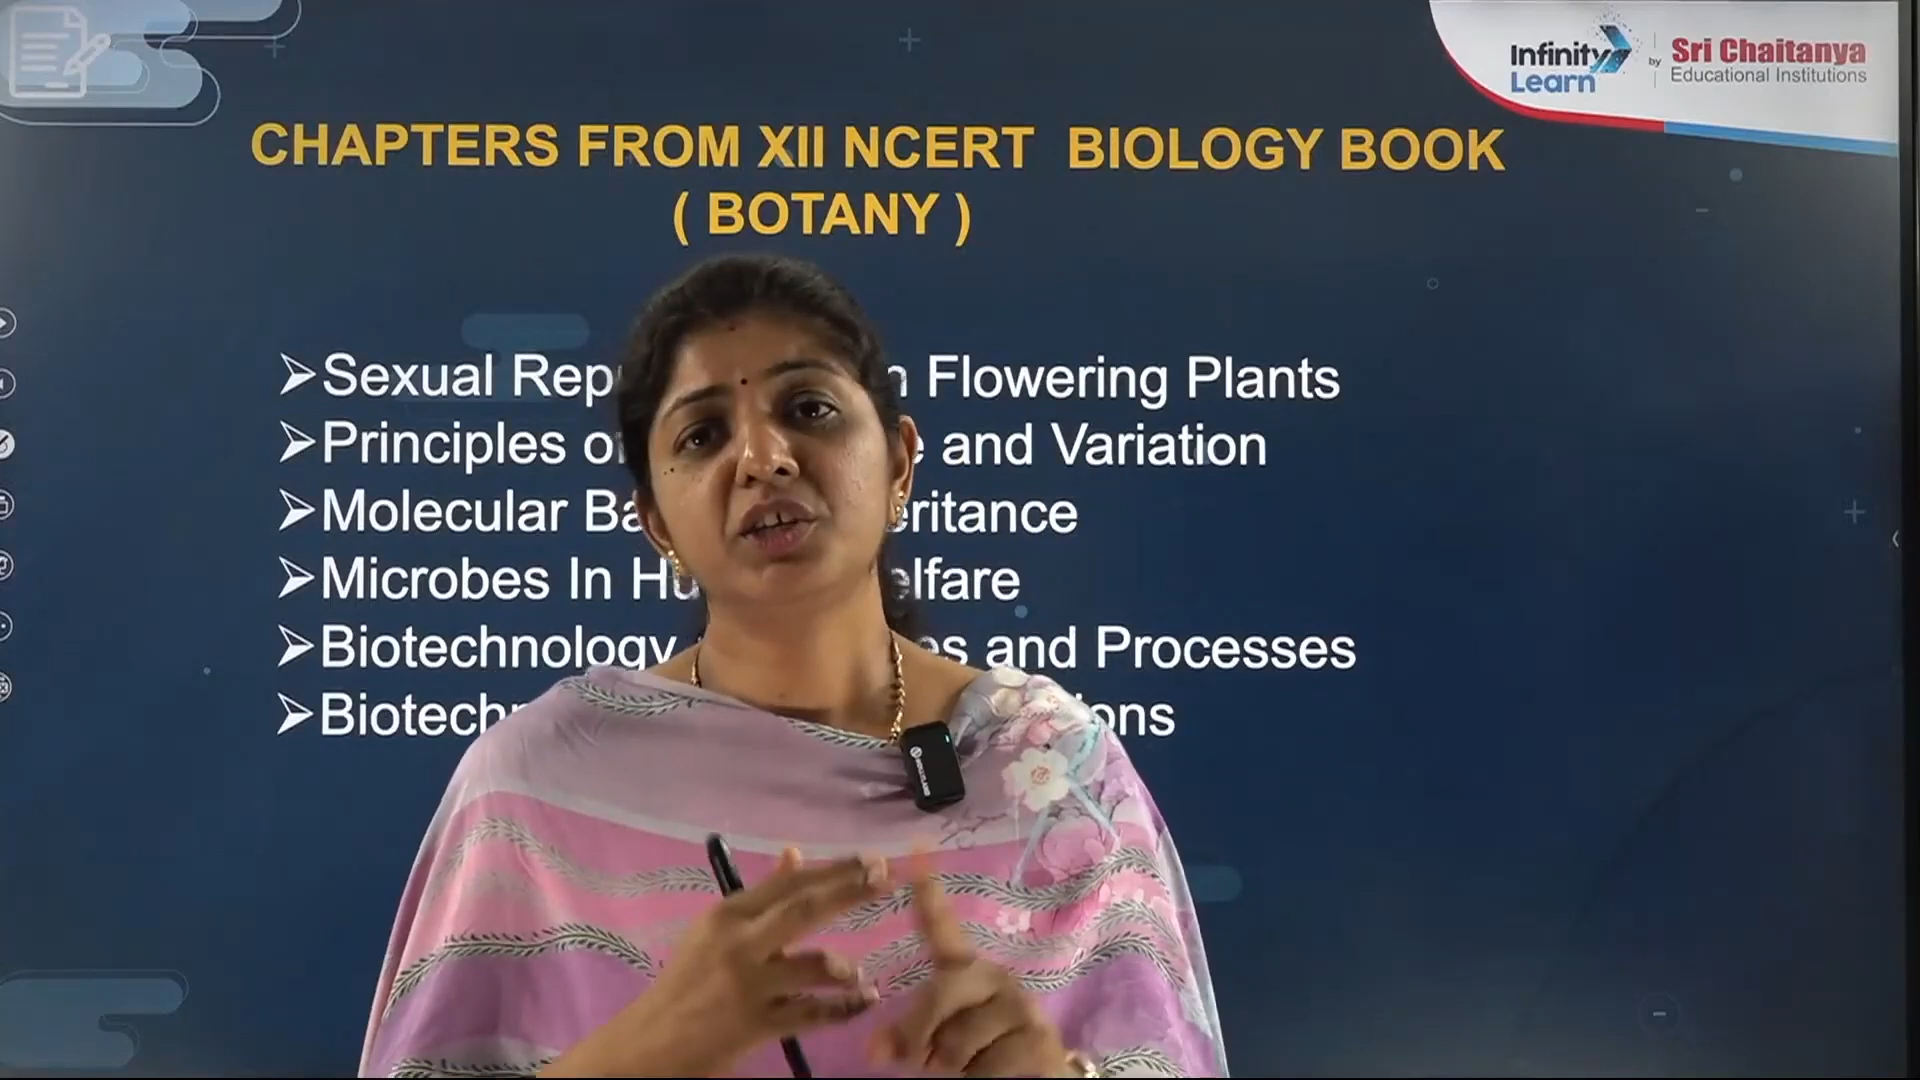 Infinity Learn by Sri Chaitanya
Educational Institutions
CHAPTERS FROM XII NCERT BIOLOGY BOOK
( BOTANY )
➢Sexual Rep Flowering Plants
➢Principles and Variation
➢Molecular Ba eritance
➢Microbes In Hu elfare
➢Biotechnology es and Processes
➢Biotechn ons